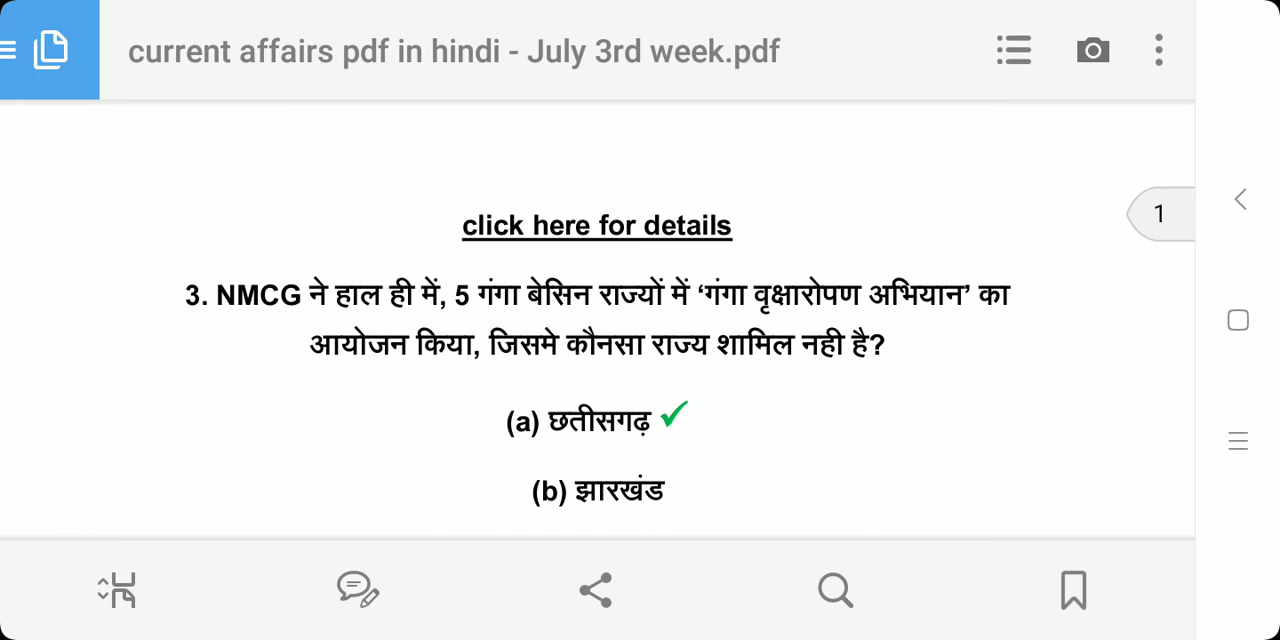 current affairs pdf in hindi - July 3rd week.pdf
1
click here for details
3. NMCG ने हाल ही में, 5 गंगा बेसिन राज्यों में ‘गंगा वृक्षारोपण अभियान’ का
आयोजन किया, जिसमे कौनसा राज्य शामिल नही है?
(a) छतीसगढ़ ✓
(b) झारखंड